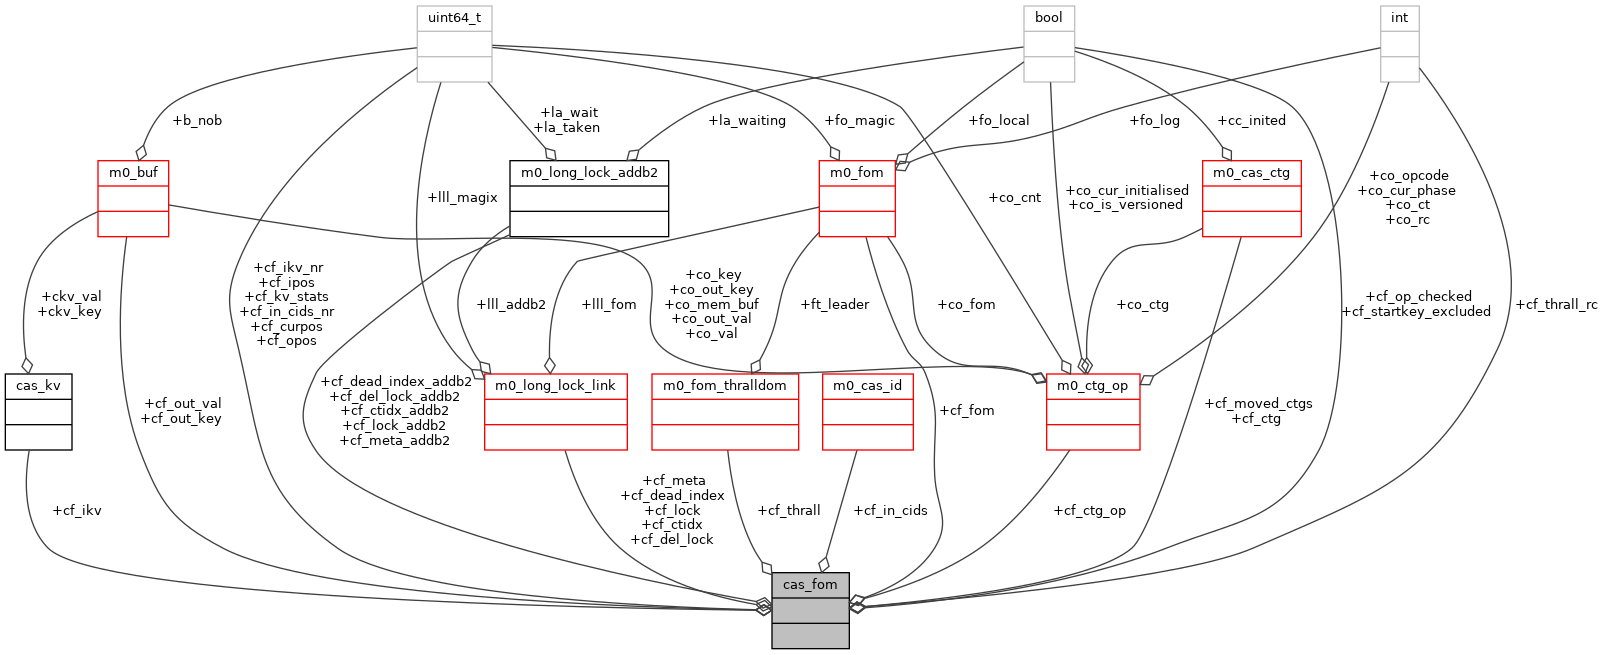 uint64_t
bool
int
+b_nob
+la_wait
+la_taken
+la_waiting
+fo_magic
+fo_local
+fo_log
+cc_inited
m0_buf
m0_long_lock_addb2
m0_fom
m0_cas_ctg
+lll_magix
+co_cnt
+co_cur_initialised
+co_is_versioned
+co_opcode
+co_cur_phase
+co_ct
+co_rc
+ckv_val
+ckv_key
+cf_ikv_nr
+cf_ipos
+cf_kv_stats
+cf_in_cids_nr
+cf_curpos
+cf_opos
+lll_addb2
+lll_fom
+co_key
+co_out_key
+co_mem_buf
+co_out_val
+co_val
+ft_leader
+co_fom
+co_ctg
+cf_op_checked
+cf_startkey_excluded
+cf_thrall_rc
cas_kv
m0_long_lock_link
m0_fom_thralldom
m0_cas_id
m0_ctg_op
+cf_out_val
+cf_out_key
+cf_dead_index_addb2
+cf_del_lock_addb2
+cf_ctidx_addb2
+cf_lock_addb2
+cf_meta_addb2
+cf_fom
+cf_moved_ctgs
+cf_ctg
+cf_ikv
+cf_meta
+cf_dead_index
+cf_lock
+cf_ctidx
+cf_del_lock
+cf_thrall
+cf_in_cids
+cf_ctg_op
cas_fom